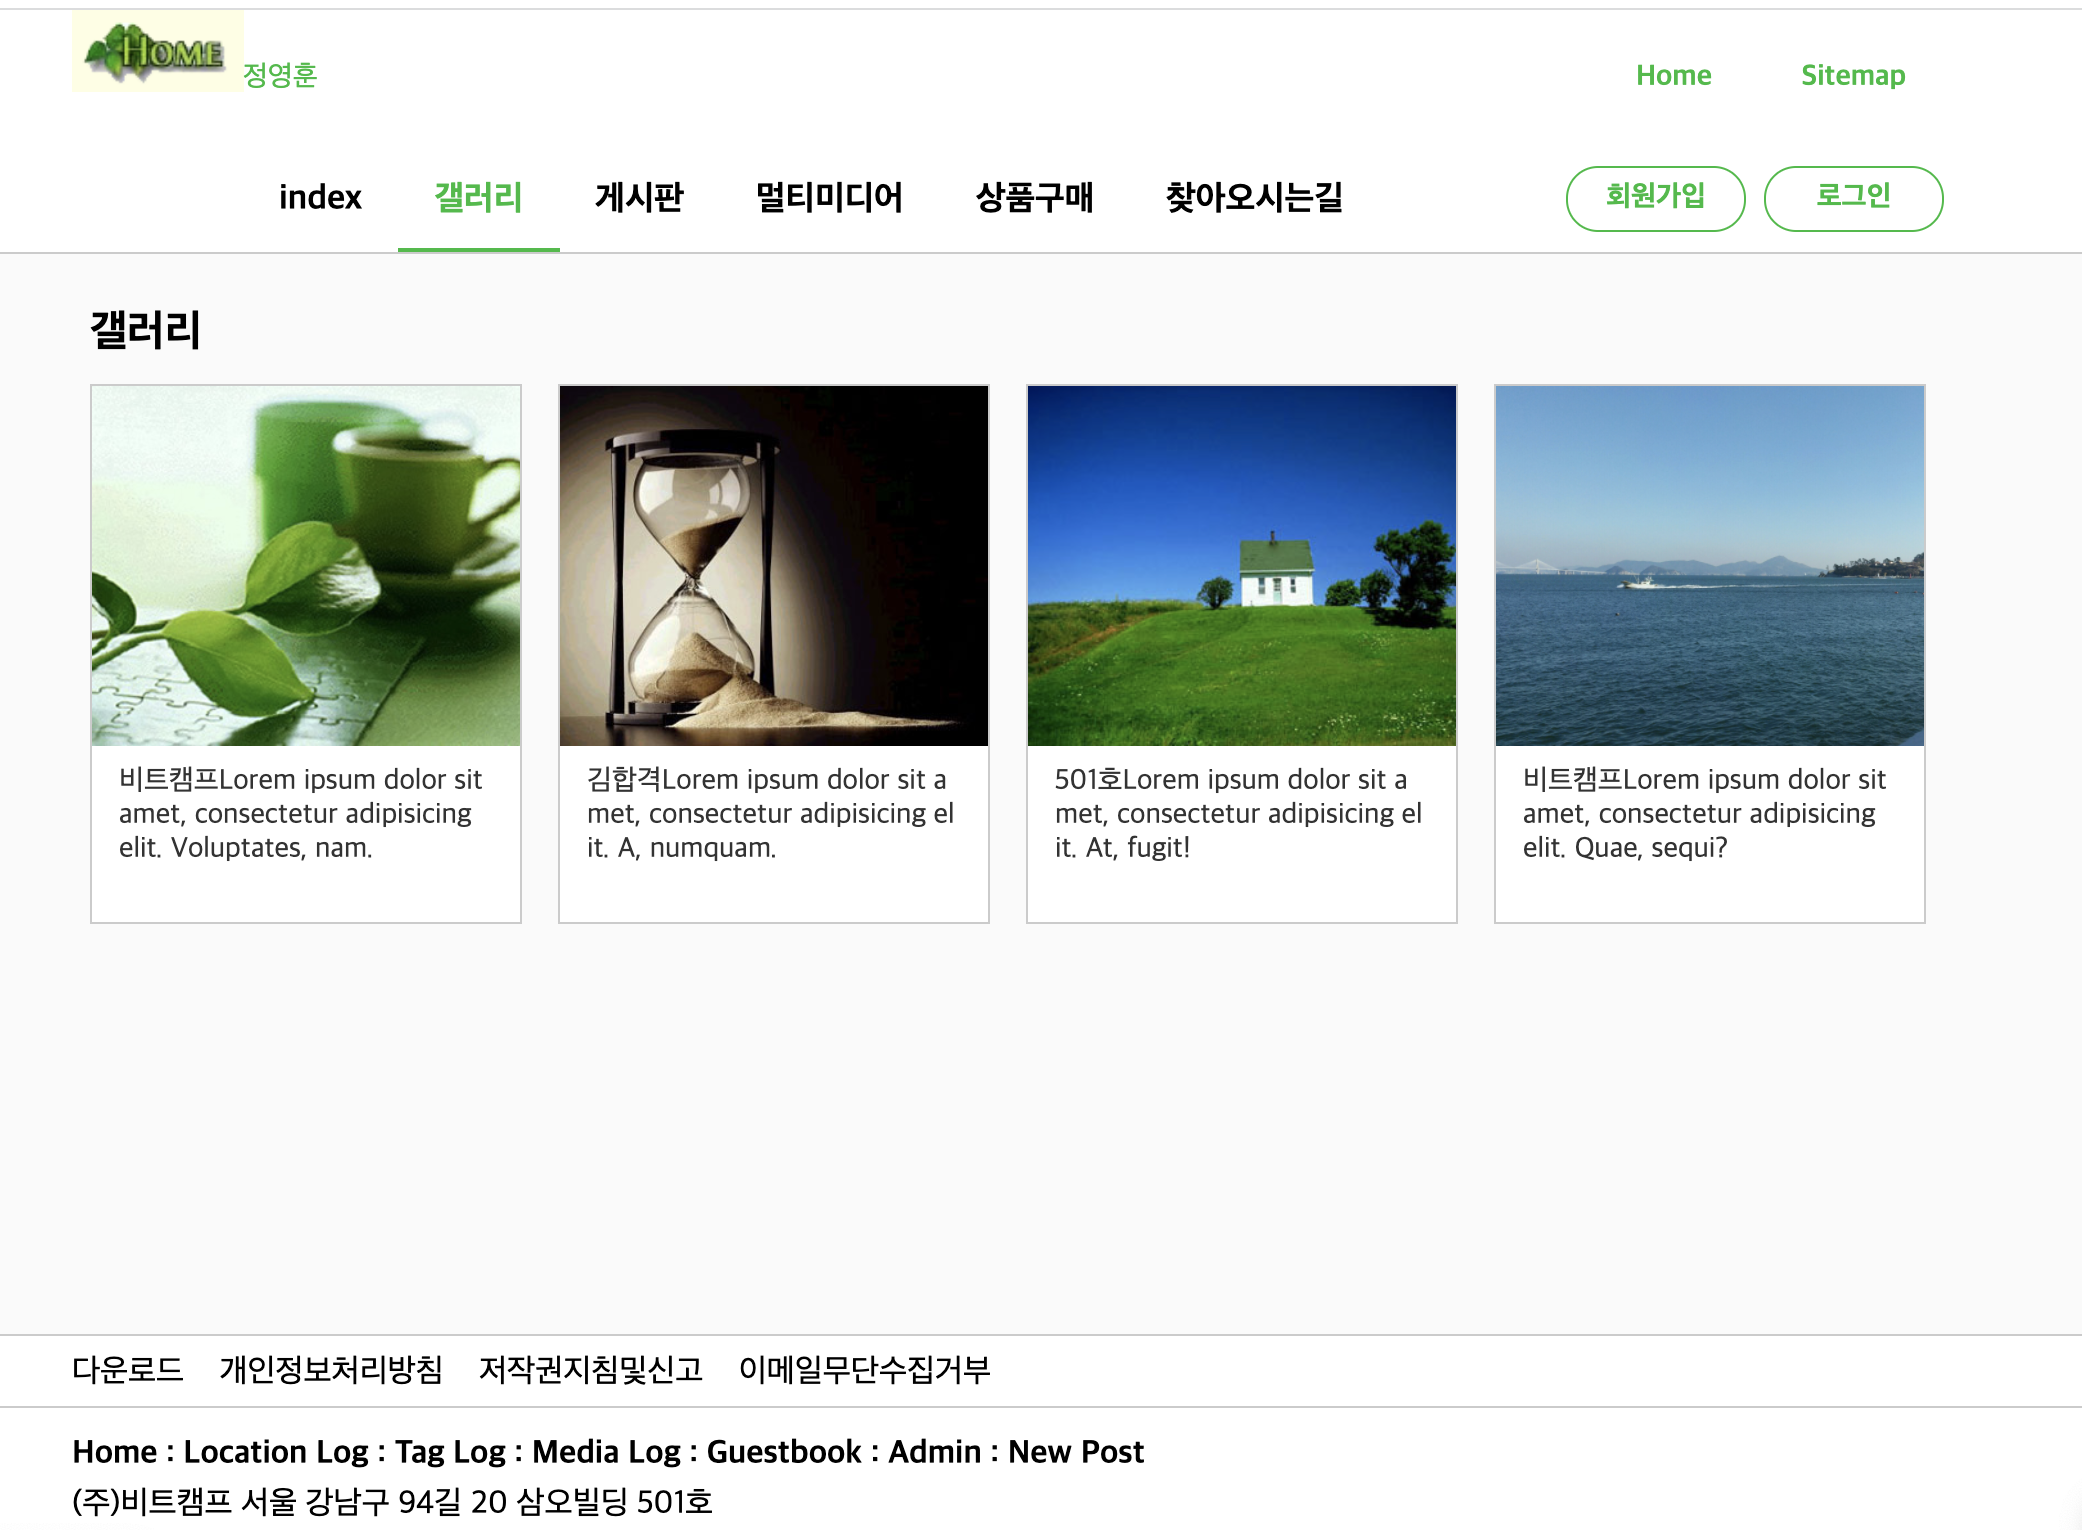 HOME 정영훈
Home Sitemap
index 갤러리 게시판 멀티미디어 상품구매 찾아오시는길 회원가입 로그인
갤러리
비트캠프Lorem ipsum dolor sit
amet, consectetur adipisicing
elit. Voluptates, nam.
김합격Lorem ipsum dolor sit a
met, consectetur adipisicing el
it. A, numquam.
501호Lorem ipsum dolor sit a
met, consectetur adipisicing el
it. At, fugit!
비트캠프Lorem ipsum dolor sit
amet, consectetur adipisicing
elit. Quae, sequi?
다운로드 개인정보처리방침 저작권지침및신고 이메일무단수집거부
Home : Location Log : Tag Log : Media Log : Guestbook : Admin : New Post
(주)비트캠프 서울 강남구 94길 20 삼오빌딩 501호